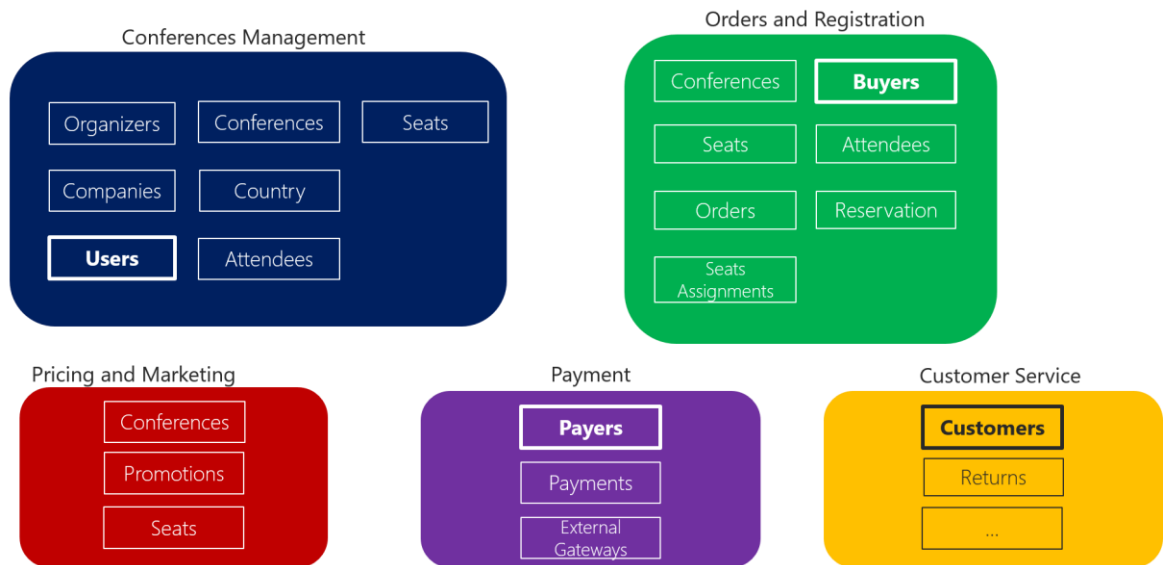 Conferences Management
Organizers
Conferences
Seats
Companies
Country
Users
Attendees
Orders and Registration
Conferences
Buyers
Seats
Attendees
Orders
Reservation
Seats
Assignments
Pricing and Marketing
Conferences
Promotions
Seats
Payment
Payers
Payments
External
Gateways
Customer Service
Customers
Returns
...